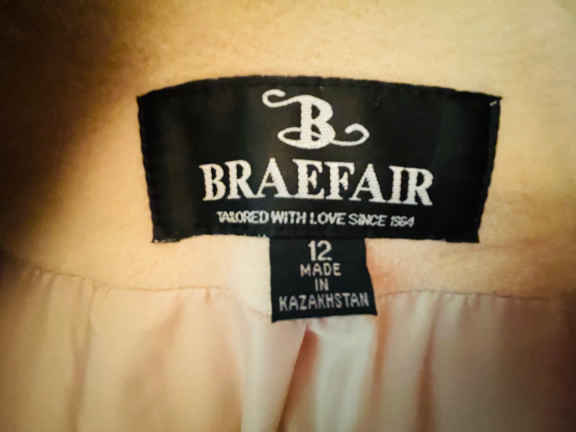 B
BRAEFAIR
TAILORED WITH LOVE SINCE 1964
12
MADE
IN
KAZAKHSTAN